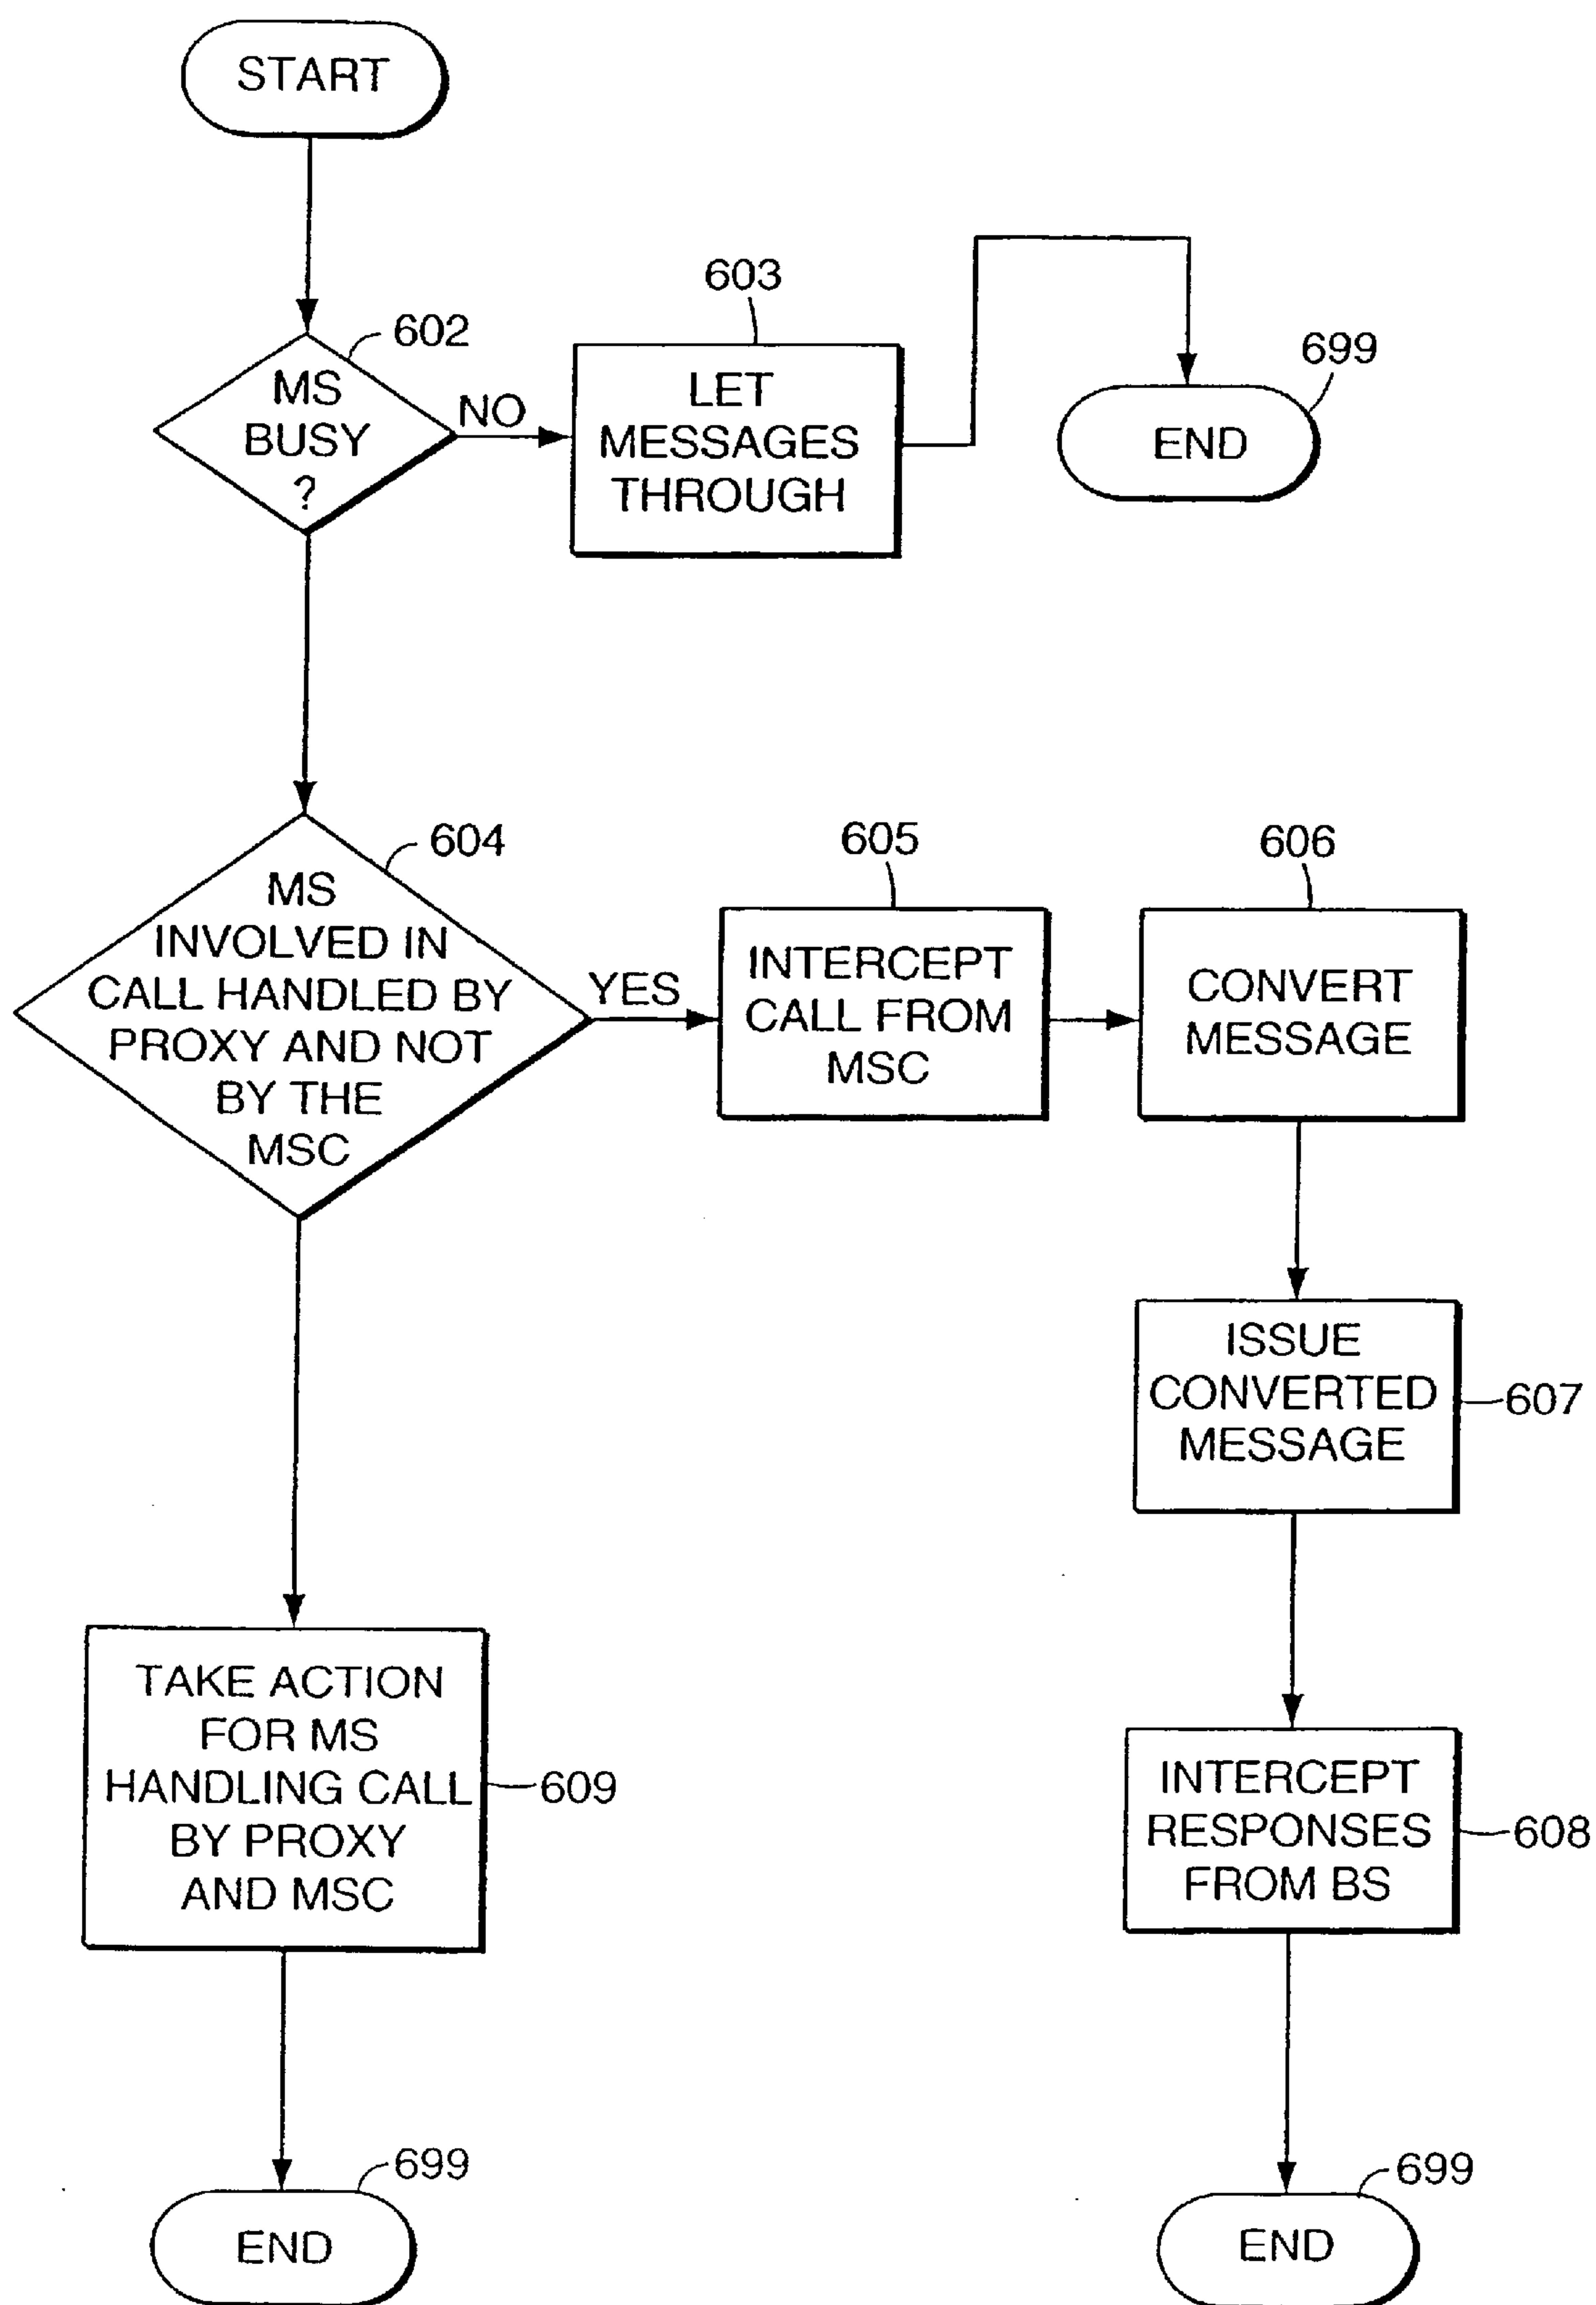 START
602
MS
BUSY
?
NO
603
LET
MESSAGES
THROUGH
699
END
604
MS
INVOLVED IN
CALL HANDLED BY
PROXY AND NOT
BY THE
MSC
YES
605
INTERCEPT
CALL FROM
MSC
606
CONVERT
MESSAGE
ISSUE
CONVERTED
MESSAGE
607
TAKE ACTION
FOR MS
HANDLING CALL
BY PROXY
AND MSC
609
INTERCEPT
RESPONSES
FROM BS
608
699
END
699
END